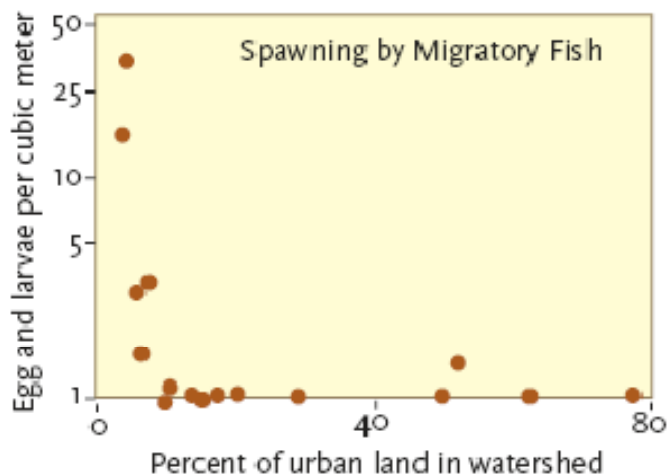 Spawning by Migratory Fish
Egg and larvae per cubic meter
50
25
10
5
1
0
40
80
Percent of urban land in watershed